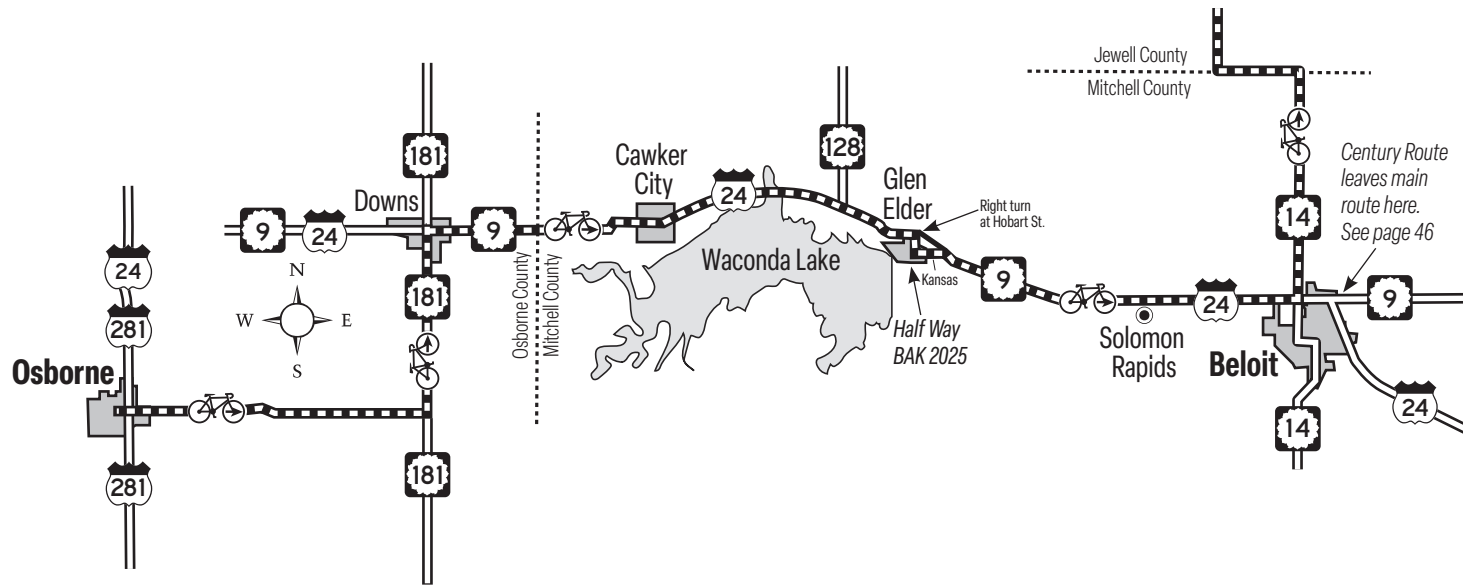 Jewell County
Mitchell County
181
128
14
Century Route
leaves main
route here.
See page 46
Cawker
City
24
Glen
Elder
Right turn
at Hobart St.
Downs
9
24
9
Osborne County
Mitchell County
Waconda Lake
Kansas
9
24
9
24
281
N
W
E
S
181
Half Way
BAK 2025
Solomon
Rapids
Beloit
Osborne
24
14
281
181